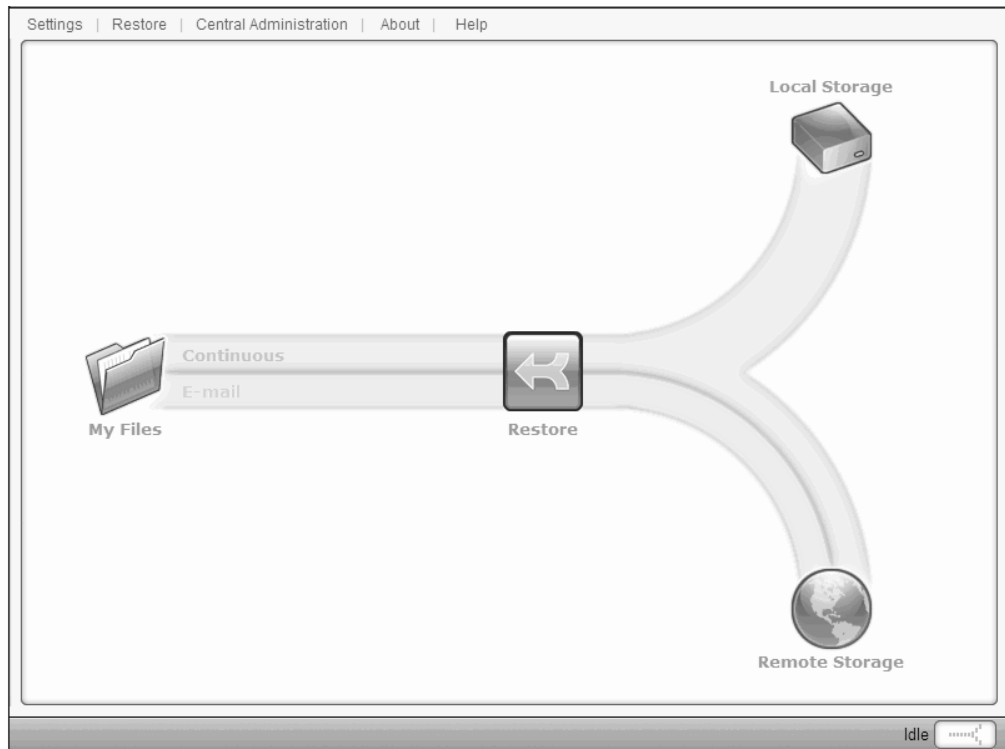 Settings | Restore | Central Administration | About | Help
Local Storage
Continuous
E-mail
My Files
Restore
Remote Storage
Idle